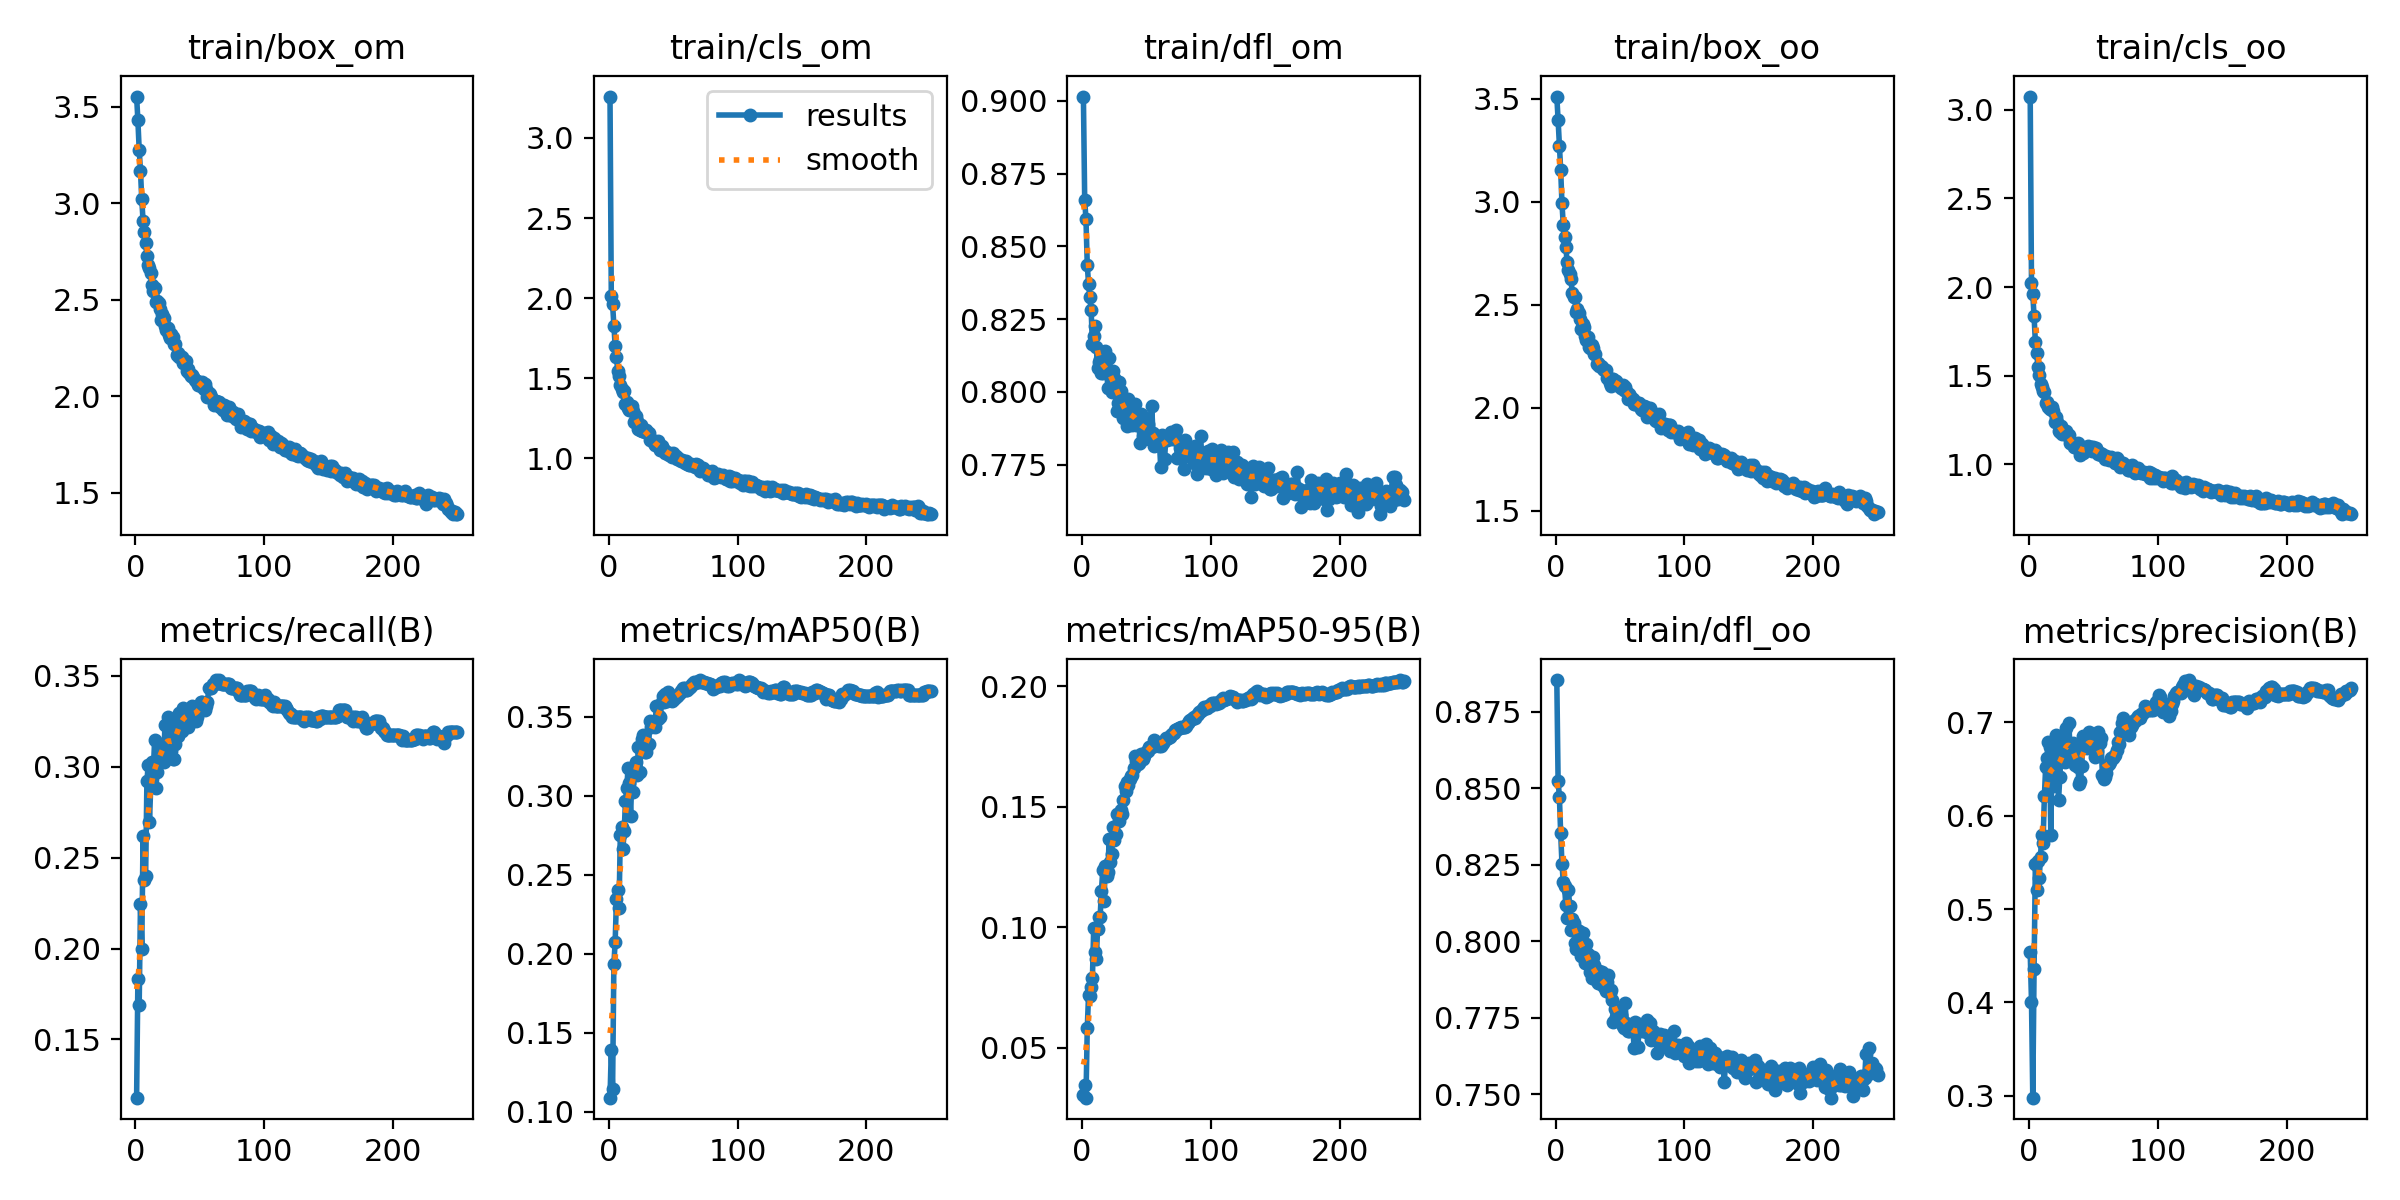 train/box_om
3.5
3.0
2.5
2.0
1.5
0 100 200
train/cls_om
results
smooth
3.0
2.5
2.0
1.5
1.0
0 100 200
train/dfl_om
0.900
0.875
0.850
0.825
0.800
0.775
0 100 200
train/box_oo
3.5
3.0
2.5
2.0
1.5
0 100 200
train/cls_oo
3.0
2.5
2.0
1.5
1.0
0 100 200
metrics/recall(B)
0.35
0.30
0.25
0.20
0.15
0 100 200
metrics/mAP50(B)
0.35
0.30
0.25
0.20
0.15
0.10
0 100 200
metrics/mAP50-95(B)
0.20
0.15
0.10
0.05
0 100 200
train/dfl_oo
0.875
0.850
0.825
0.800
0.775
0.750
0 100 200
metrics/precision(B)
0.7
0.6
0.5
0.4
0.3
0 100 200